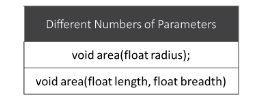 Different Numbers of Parameters
void area(float radius);
void area(float length, float breadth)